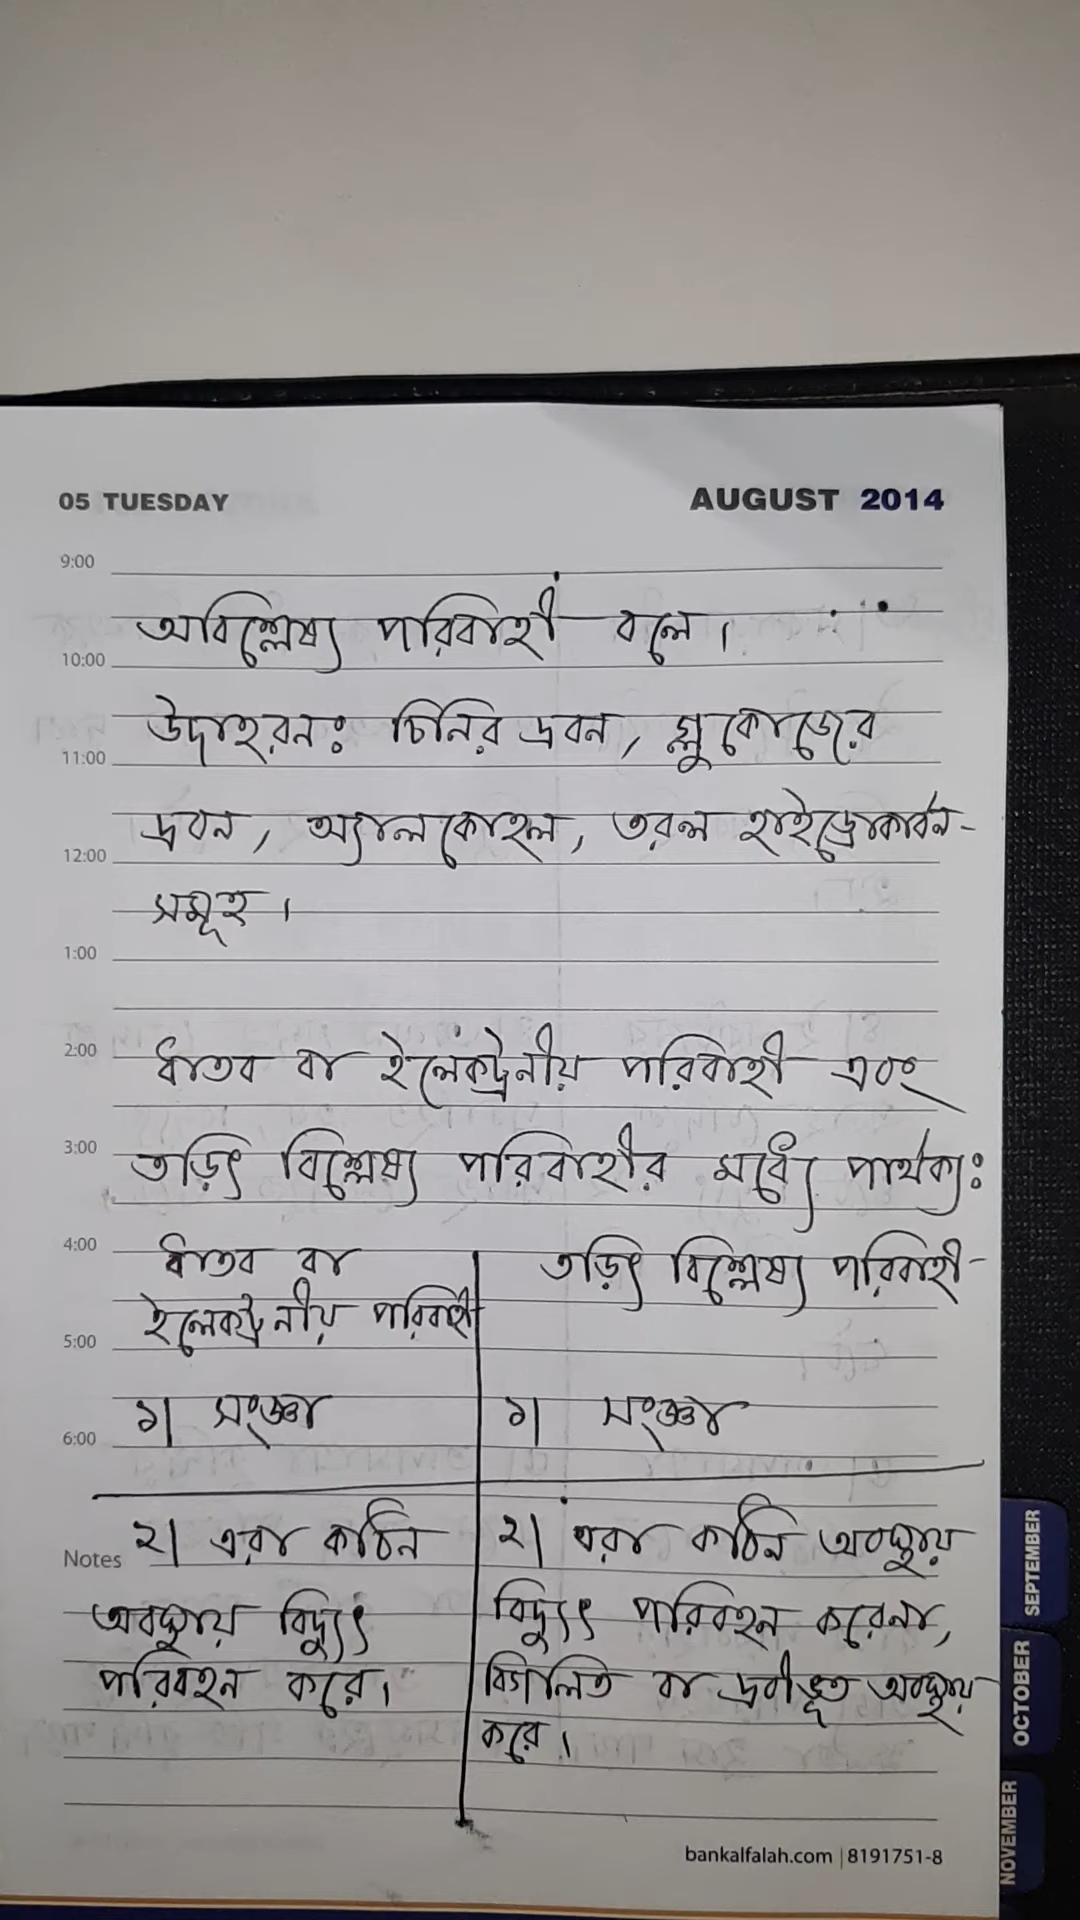 05 TUESDAY
AUGUST 2014
9:00
অবিশ্লেষ্য পরিবাহী বলে।
10:00
উদাহরনঃ চিনির দ্রবন, গ্লুকোজের
11:00
দ্রবন, অ্যালকোহল, তরল হাইড্রোকার্বন-
12:00
সমূহ।
1:00
2:00
ধাতব বা ইলেকট্রনীয় পরিবাহী এবং
3:00
তড়িৎ বিশ্লেষ্য পরিবাহীর মধ্যে পার্থক্যঃ
4:00
ধাতব বা
ইলেকট্রনীয় পরিবাহী
তড়িৎ বিশ্লেষ্য পরিবাহী
5:00
১| সংজ্ঞা
১| সংজ্ঞা
6:00
২| এরা কঠিন
অবস্থায় বিদ্যুৎ
পরিবহন করে।
২| এরা কঠিন অবস্থায়
বিদ্যুৎ পরিবহন করেনা,
বিগলিত বা দ্রবীভূত অবস্থায়
করে।
Notes
SEPTEMBER
OCTOBER
NOVEMBER
bankalfalah.com | 8191751-8